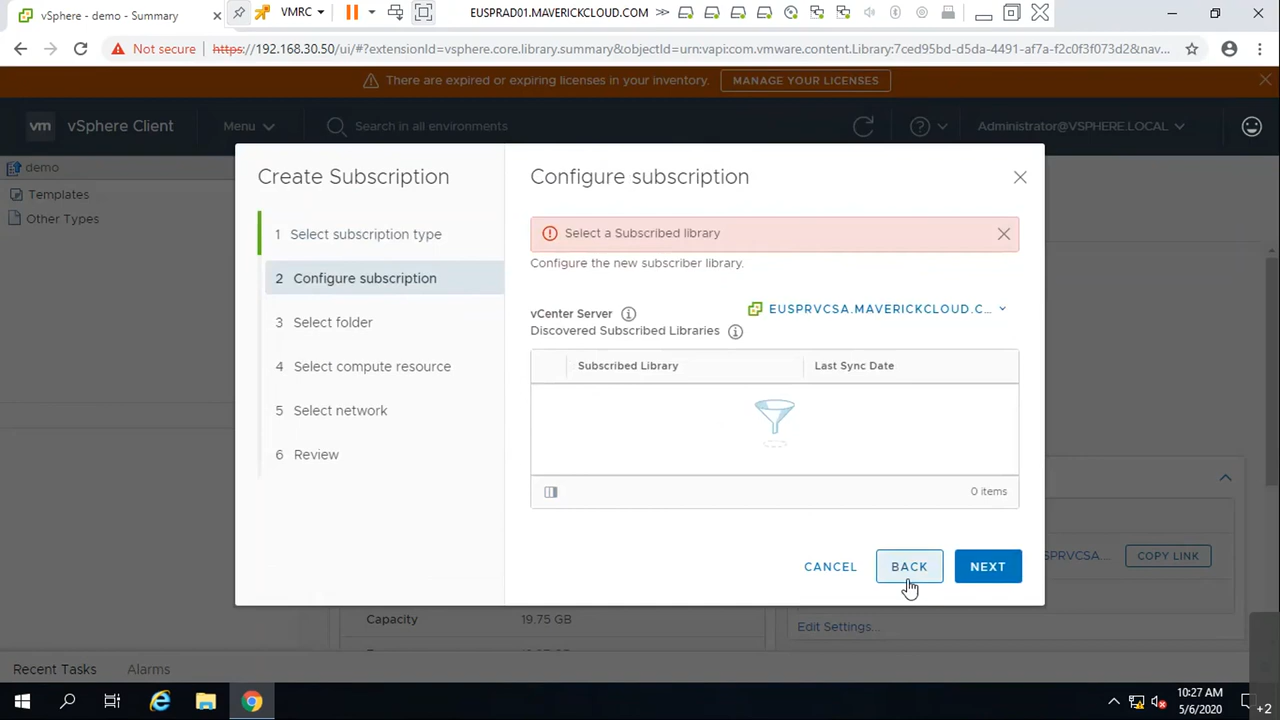 vSphere - demo - Summary
VMRC
EUSPRAD01.MAVERICKCLOUD.COM
Not secure
https://192.168.30.50/ui/#?extensionId=vsphere.core.library.summary&objectId=urn:vapi:com.vmware.content.Library:7ced95bd-d5da-4491-af7a-f2c0f3f073d2&nav...
There are expired or expiring licenses in your inventory.
MANAGE YOUR LICENSES
vm
vSphere Client
Menu
Search in all environments
Administrator@VSPHERE.LOCAL
demo
Templates
Other Types
Create Subscription
1 Select subscription type
2 Configure subscription
3 Select folder
4 Select compute resource
5 Select network
6 Review
Configure subscription
Select a Subscribed library
Configure the new subscriber library.
vCenter Server
EUSPRVCSA.MAVERICKCLOUD.C...
Discovered Subscribed Libraries
Subscribed Library
Last Sync Date
0 items
CANCEL
BACK
NEXT
SPRVCSA....
COPY LINK
Capacity
19.75 GB
Edit Settings...
Recent Tasks
Alarms
10:27 AM
5/6/2020
+2